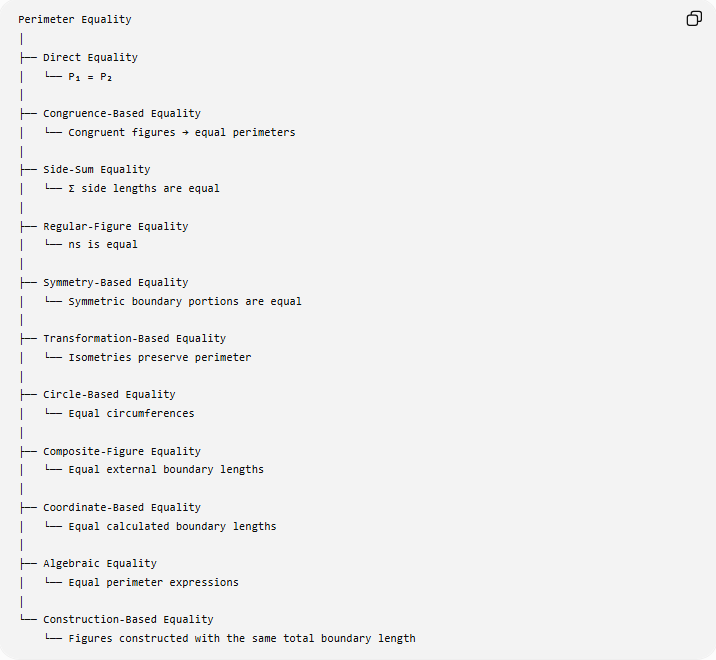 Perimeter Equality
│
├── Direct Equality
│   └── P₁ = P₂
│
├── Congruence-Based Equality
│   └── Congruent figures → equal perimeters
│
├── Side-Sum Equality
│   └── Σ side lengths are equal
│
├── Regular-Figure Equality
│   └── ns is equal
│
├── Symmetry-Based Equality
│   └── Symmetric boundary portions are equal
│
├── Transformation-Based Equality
│   └── Isometries preserve perimeter
│
├── Circle-Based Equality
│   └── Equal circumferences
│
├── Composite-Figure Equality
│   └── Equal external boundary lengths
│
├── Coordinate-Based Equality
│   └── Equal calculated boundary lengths
│
├── Algebraic Equality
│   └── Equal perimeter expressions
│
└── Construction-Based Equality
    └── Figures constructed with the same total boundary length